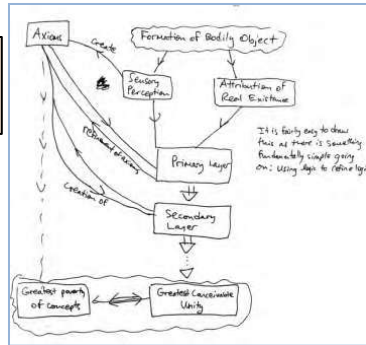 Axioms
Formation of Bodily Object
Create
Sensory
Perception
Attribution of
Real Existence
It is fairly easy to draw
this as there is something
fundamentally simple going
on: using logic to refine logic
refinement of axioms
Primary Layer
Creation of
Secondary
Layer
Greatest poverty
of concepts
Greatest Conceivable
Unity